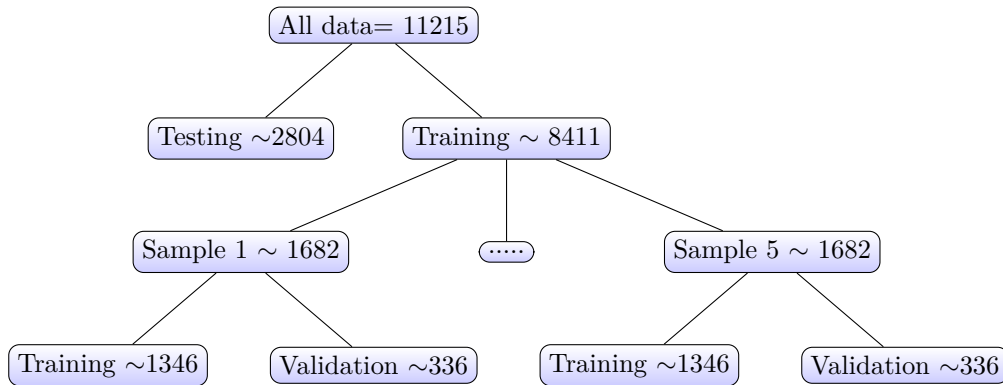 All data= 11215
Testing ∼2804
Training ∼ 8411
Sample 1 ∼ 1682
.....
Sample 5 ∼ 1682
Training ∼1346
Validation ∼336
Training ∼1346
Validation ∼336